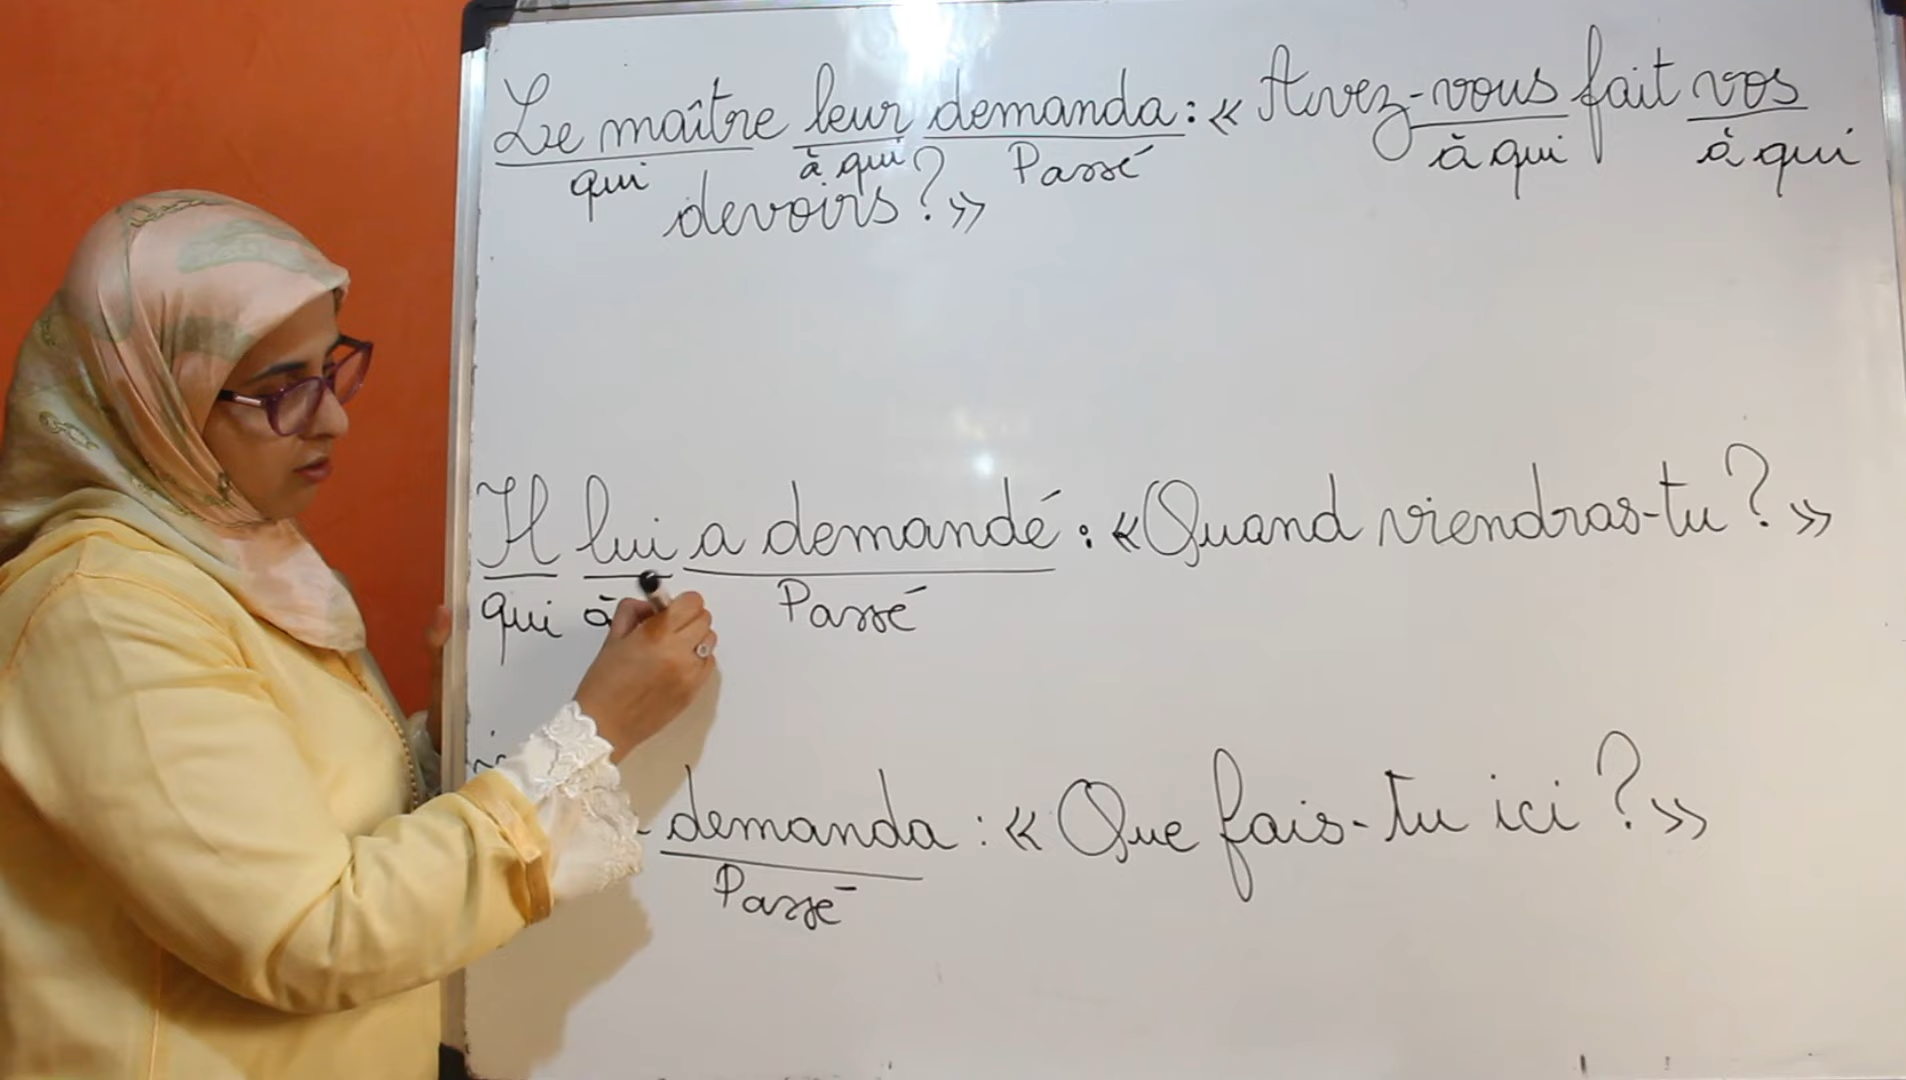 Le maître leur demanda : « Avez-vous fait vos
qui à qui Passé à qui à qui
devoirs ? »
Il lui a demandé : « Quand viendras-tu ? »
qui à Passé
demanda : « Que fais-tu ici ? »
Passé